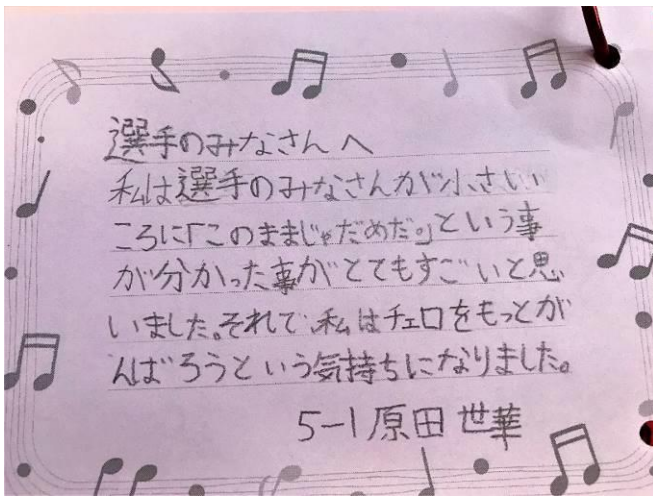 選手のみなさんへ
私は選手のみなさんが小さい
ころに「このままじゃだめだ。」という事
が分かった事がとてもすごいと思
いました。それで、私はチェロをもっとが
んばろうという気持ちになりました。
5-1 原田 世華